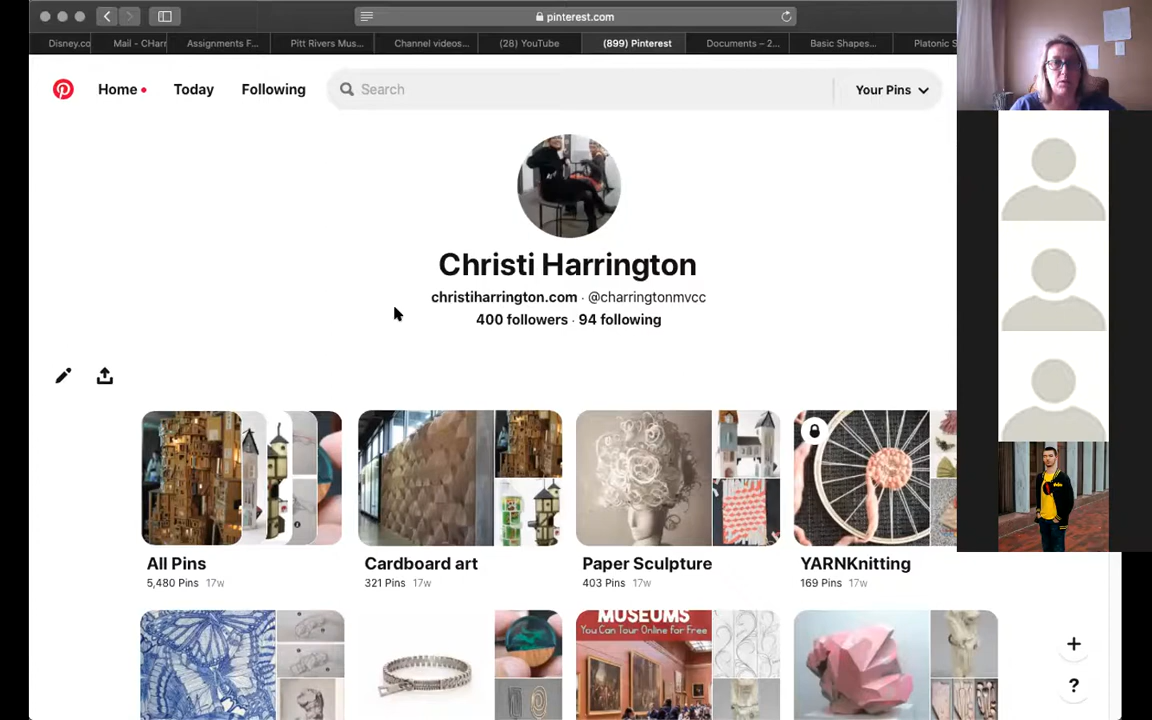 pinterest.com
Disney.co
Mail - CHarr
Assignments F...
Pitt Rivers Mus...
Channel videos...
(28) YouTube
(899) Pinterest
Documents – 2...
Basic Shapes...
Platonic S
Home
Today
Following
Search
Your Pins
Christi Harrington
christiharrington.com · @charringtonmvcc
400 followers · 94 following
All Pins
5,480 Pins 17w
Cardboard art
321 Pins 17w
Paper Sculpture
403 Pins 17w
YARNKnitting
169 Pins 17w
MUSEUMS
You Can Tour Online for Free
+
?